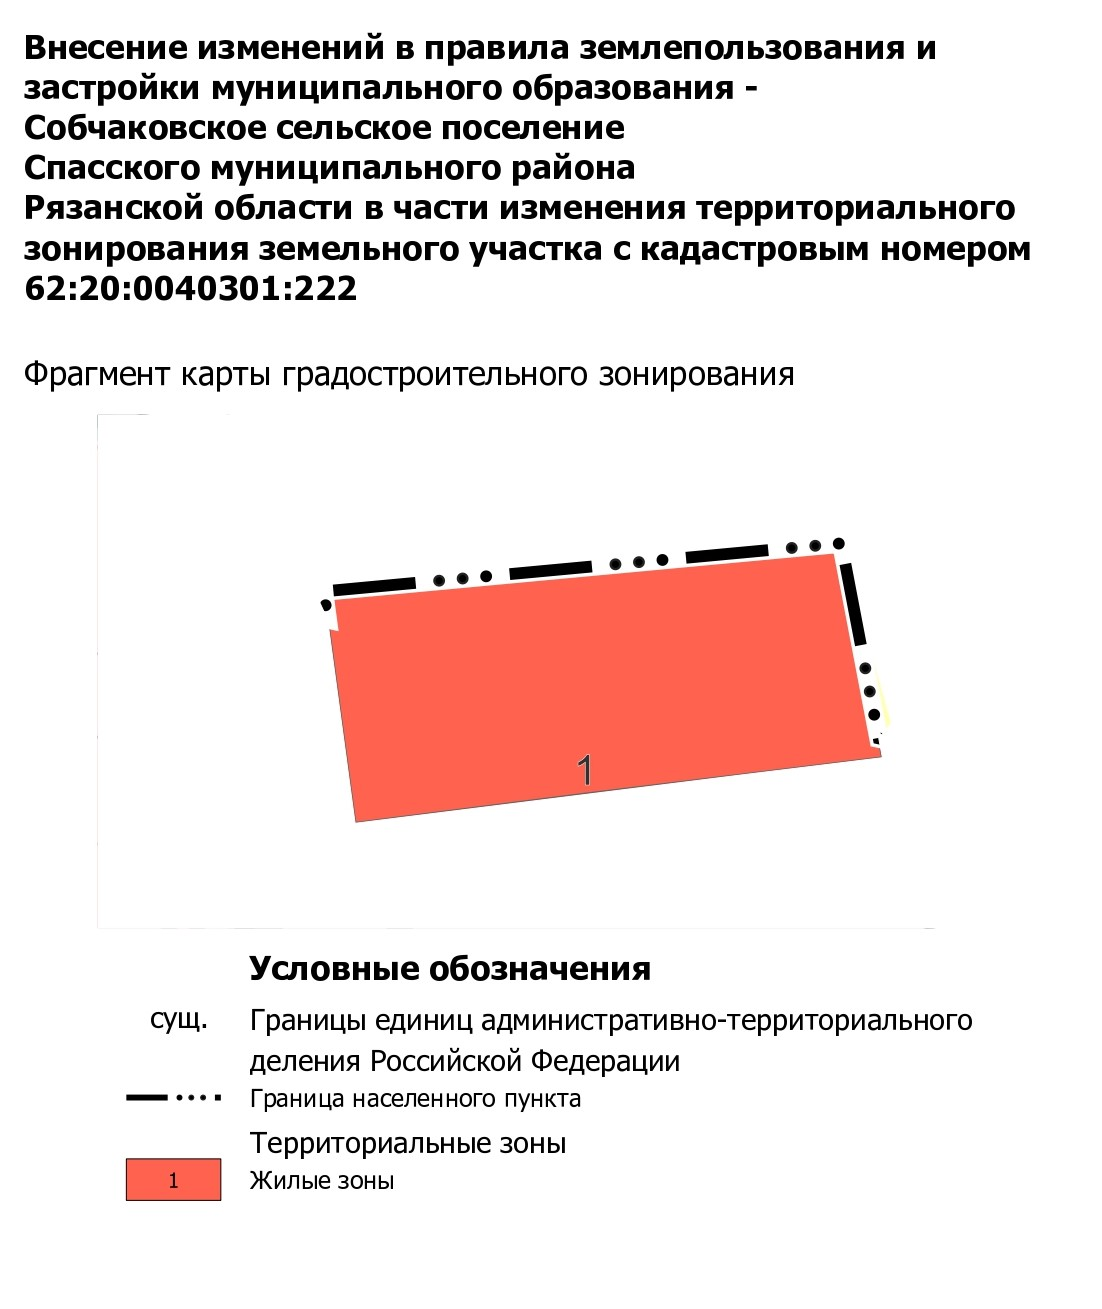 Внесение изменений в правила землепользования и
застройки муниципального образования -
Собчаковское сельское поселение
Спасского муниципального района
Рязанской области в части изменения территориального
зонирования земельного участка с кадастровым номером
62:20:0040301:222
Фрагмент карты градостроительного зонирования
1
Условные обозначения
сущ. Границы единиц административно-территориального
деления Российской Федерации
Граница населенного пункта
Территориальные зоны
1 Жилые зоны